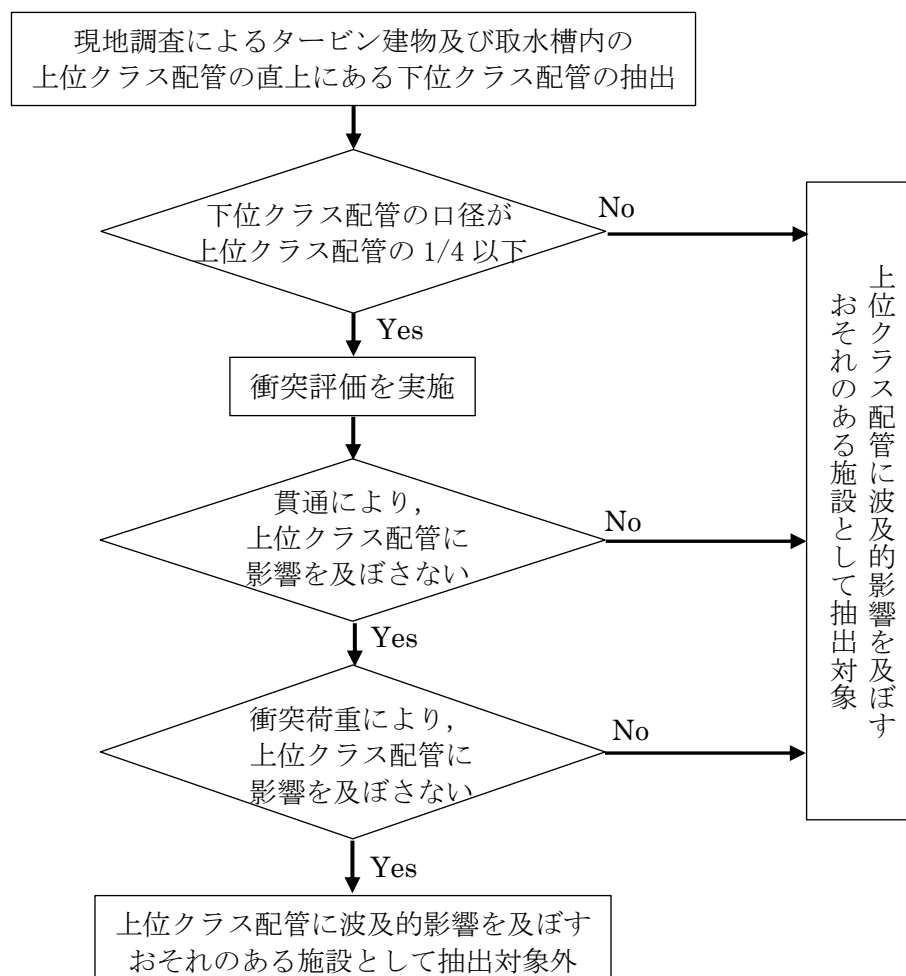 現地調査によるタービン建物及び取水槽内の
上位クラス配管の直上にある下位クラス配管の抽出
下位クラス配管の口径が
上位クラス配管の 1/4 以下
No
Yes
衝突評価を実施
貫通により,
上位クラス配管に
影響を及ぼさない
No
Yes
衝突荷重により,
上位クラス配管に
影響を及ぼさない
No
Yes
上位クラス配管に波及的影響を及ぼす
おそれのある施設として抽出対象外
上位クラス配管に波及的影響を及ぼす
おそれのある施設として抽出対象